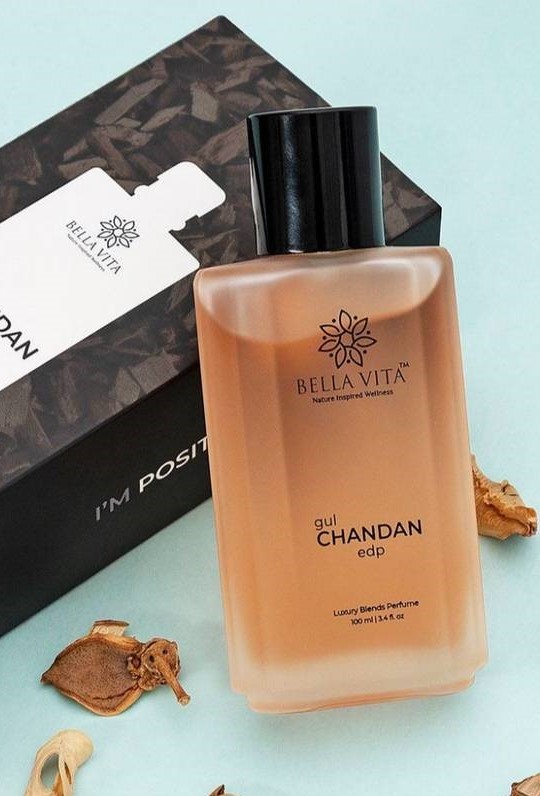 BELLA VITA
Nature Inspired Wellness
DAN
I'M POSIT
BELLA VITA™
Nature Inspired Wellness
gul
CHANDAN
edp
Luxury Blends Perfume
100 ml | 3.4 fl. oz